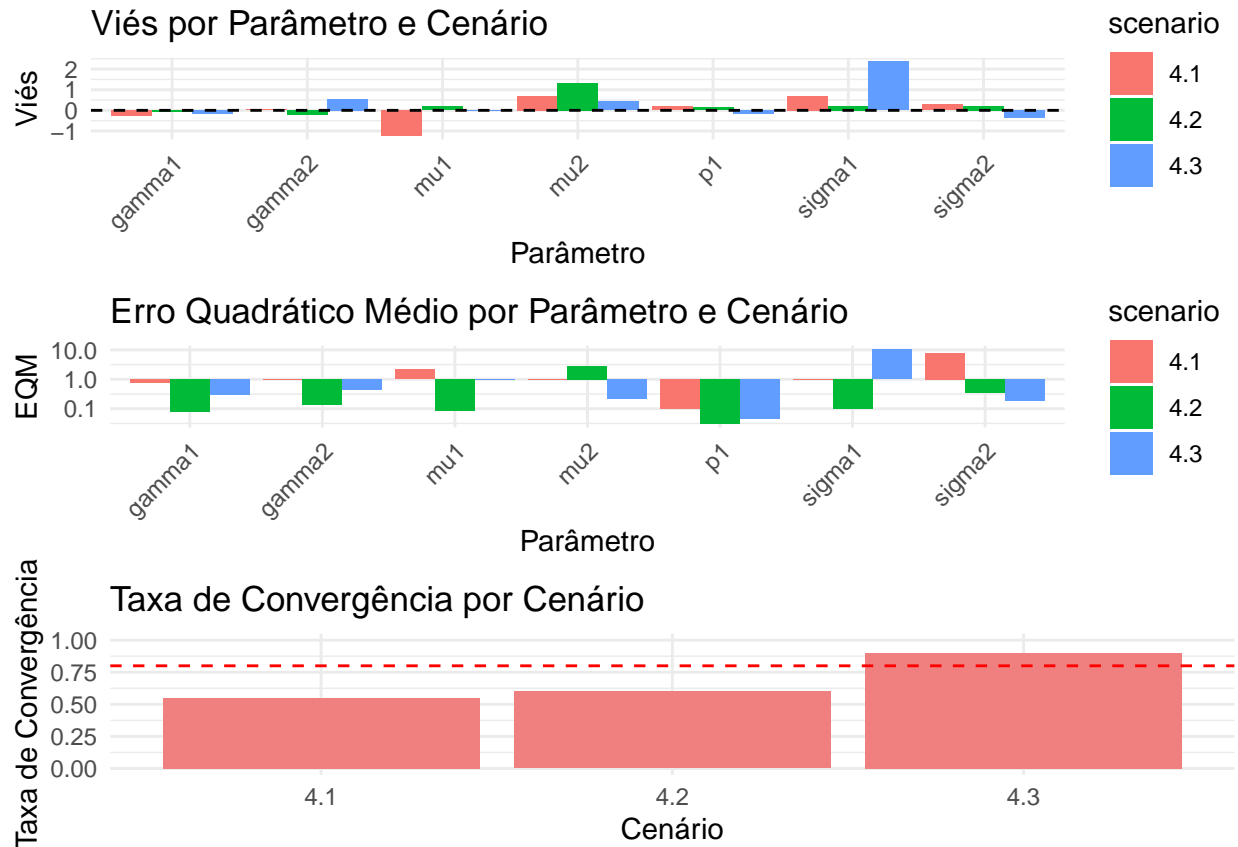 Viés por Parâmetro e Cenário
Viés
2
1
0
−1
gamma1
gamma2
mu1
mu2
p1
sigma1
sigma2
Parâmetro
scenario
4.1
4.2
4.3
Erro Quadrático Médio por Parâmetro e Cenário
EQM
10.0
1.0
0.1
gamma1
gamma2
mu1
mu2
p1
sigma1
sigma2
Parâmetro
scenario
4.1
4.2
4.3
Taxa de Convergência por Cenário
Taxa de Convergência
1.00
0.75
0.50
0.25
0.00
4.1
4.2
4.3
Cenário